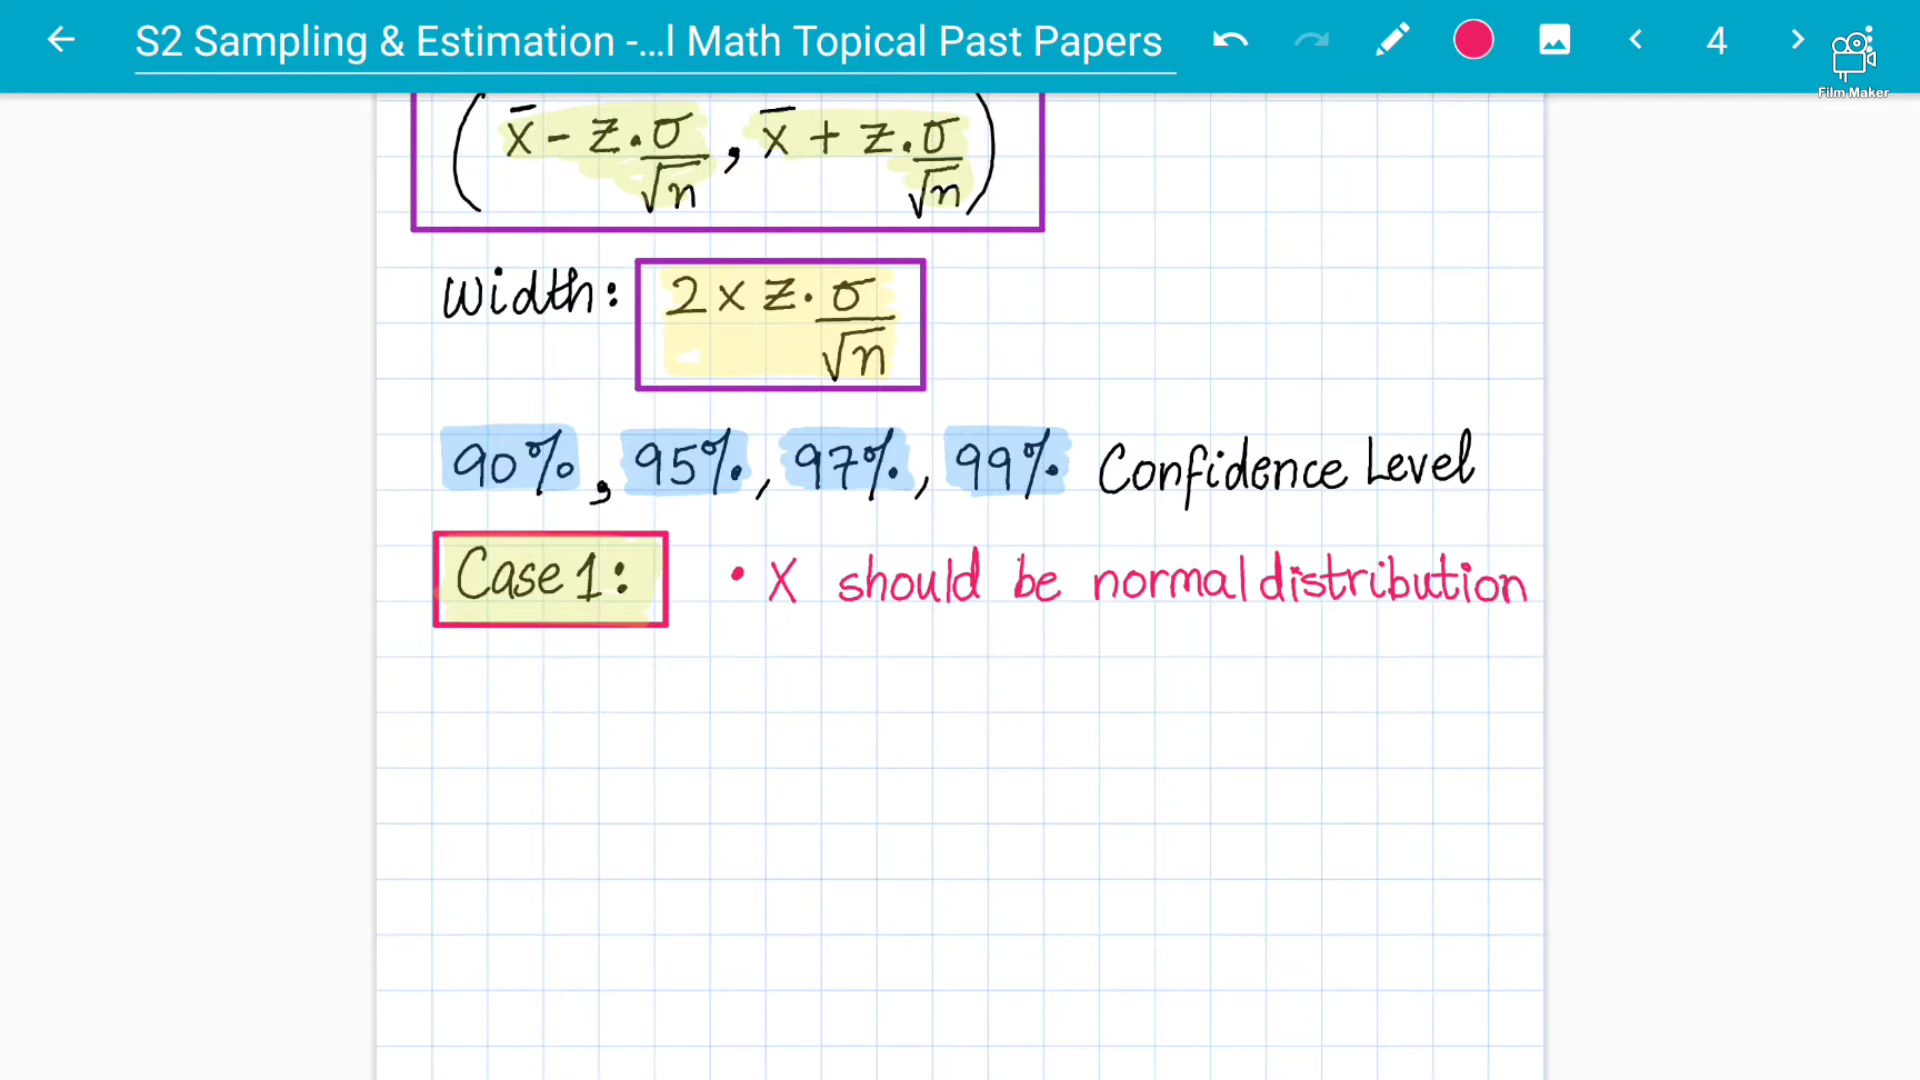 S2 Sampling & Estimation -...l Math Topical Past Papers
4
Film Maker
(x̄ - z.σ/√n, x̄ + z.σ/√n)
Width: 2 x z.σ/√n
90%, 95%, 97%, 99% Confidence Level
Case 1: • X should be normal distribution